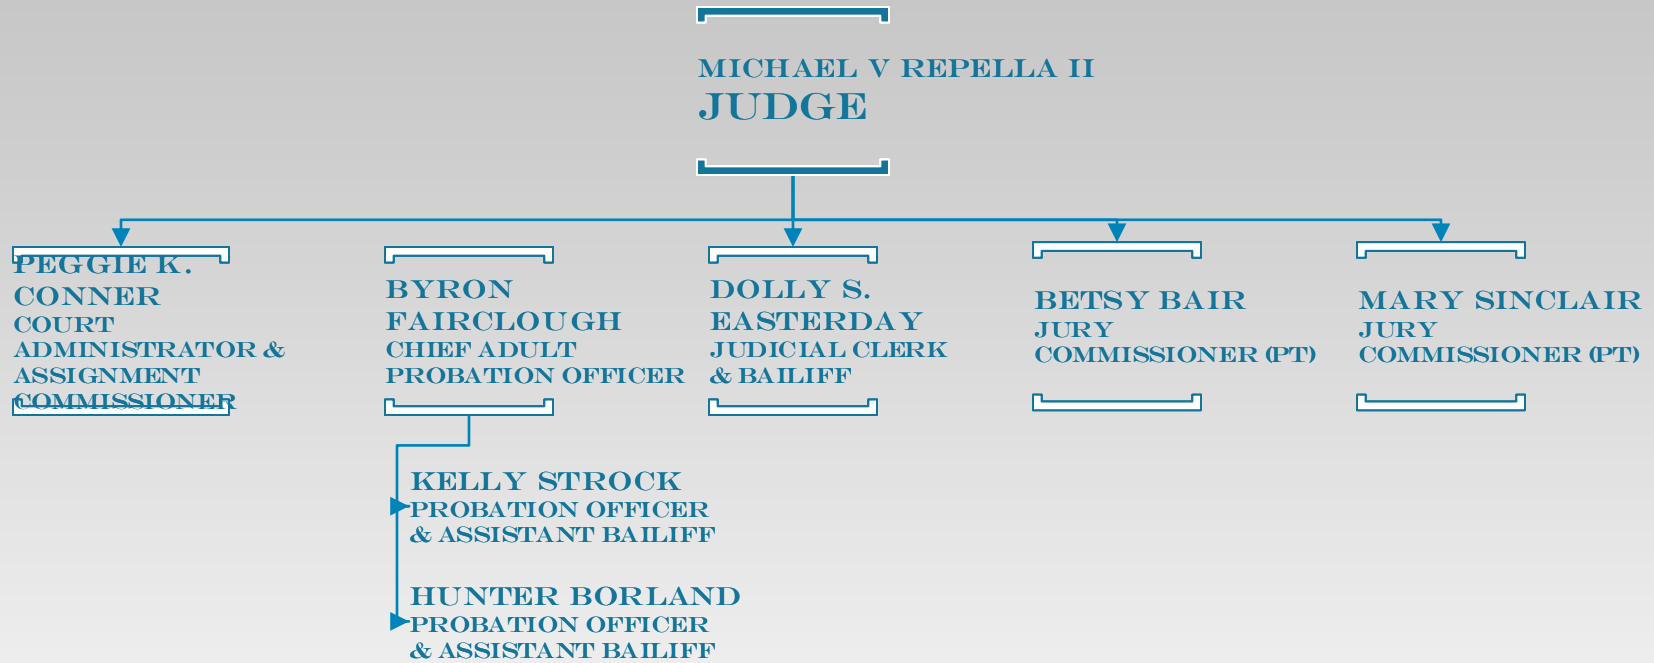 MICHAEL V REPELLA II
JUDGE
PEGGIE K.
CONNER
COURT
ADMINISTRATOR &
ASSIGNMENT
COMMISSIONER
BYRON
FAIRCLOUGH
CHIEF ADULT
PROBATION OFFICER
DOLLY S.
EASTERDAY
JUDICIAL CLERK
& BAILIFF
BETSY BAIR
JURY
COMMISSIONER (PT)
MARY SINCLAIR
JURY
COMMISSIONER (PT)
KELLY STROCK
PROBATION OFFICER
& ASSISTANT BAILIFF
HUNTER BORLAND
PROBATION OFFICER
& ASSISTANT BAILIFF